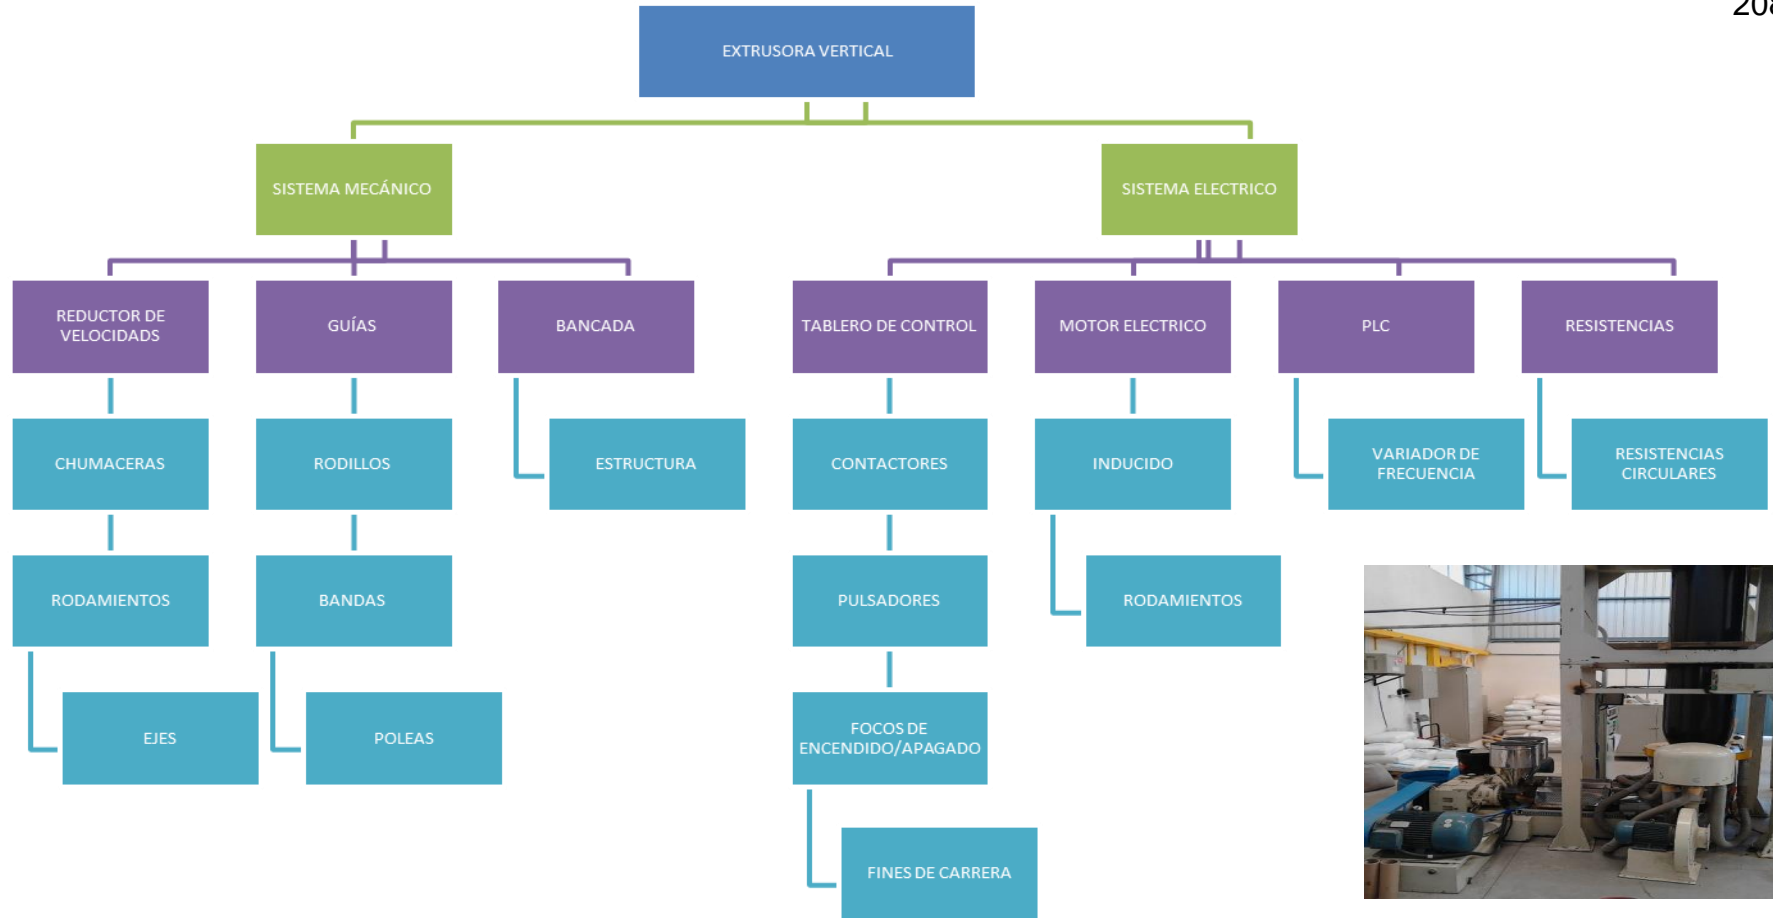 208
EXTRUSORA VERTICAL
SISTEMA MECÁNICO
SISTEMA ELECTRICO
REDUCTOR DE
VELOCIDADS
GUÍAS
BANCADA
TABLERO DE CONTROL
MOTOR ELECTRICO
PLC
RESISTENCIAS
CHUMACERAS
RODILLOS
ESTRUCTURA
CONTACTORES
INDUCIDO
VARIADOR DE
FRECUENCIA
RESISTENCIAS
CIRCULARES
RODAMIENTOS
BANDAS
PULSADORES
RODAMIENTOS
EJES
POLEAS
FOCOS DE
ENCENDIDO/APAGADO
FINES DE CARRERA